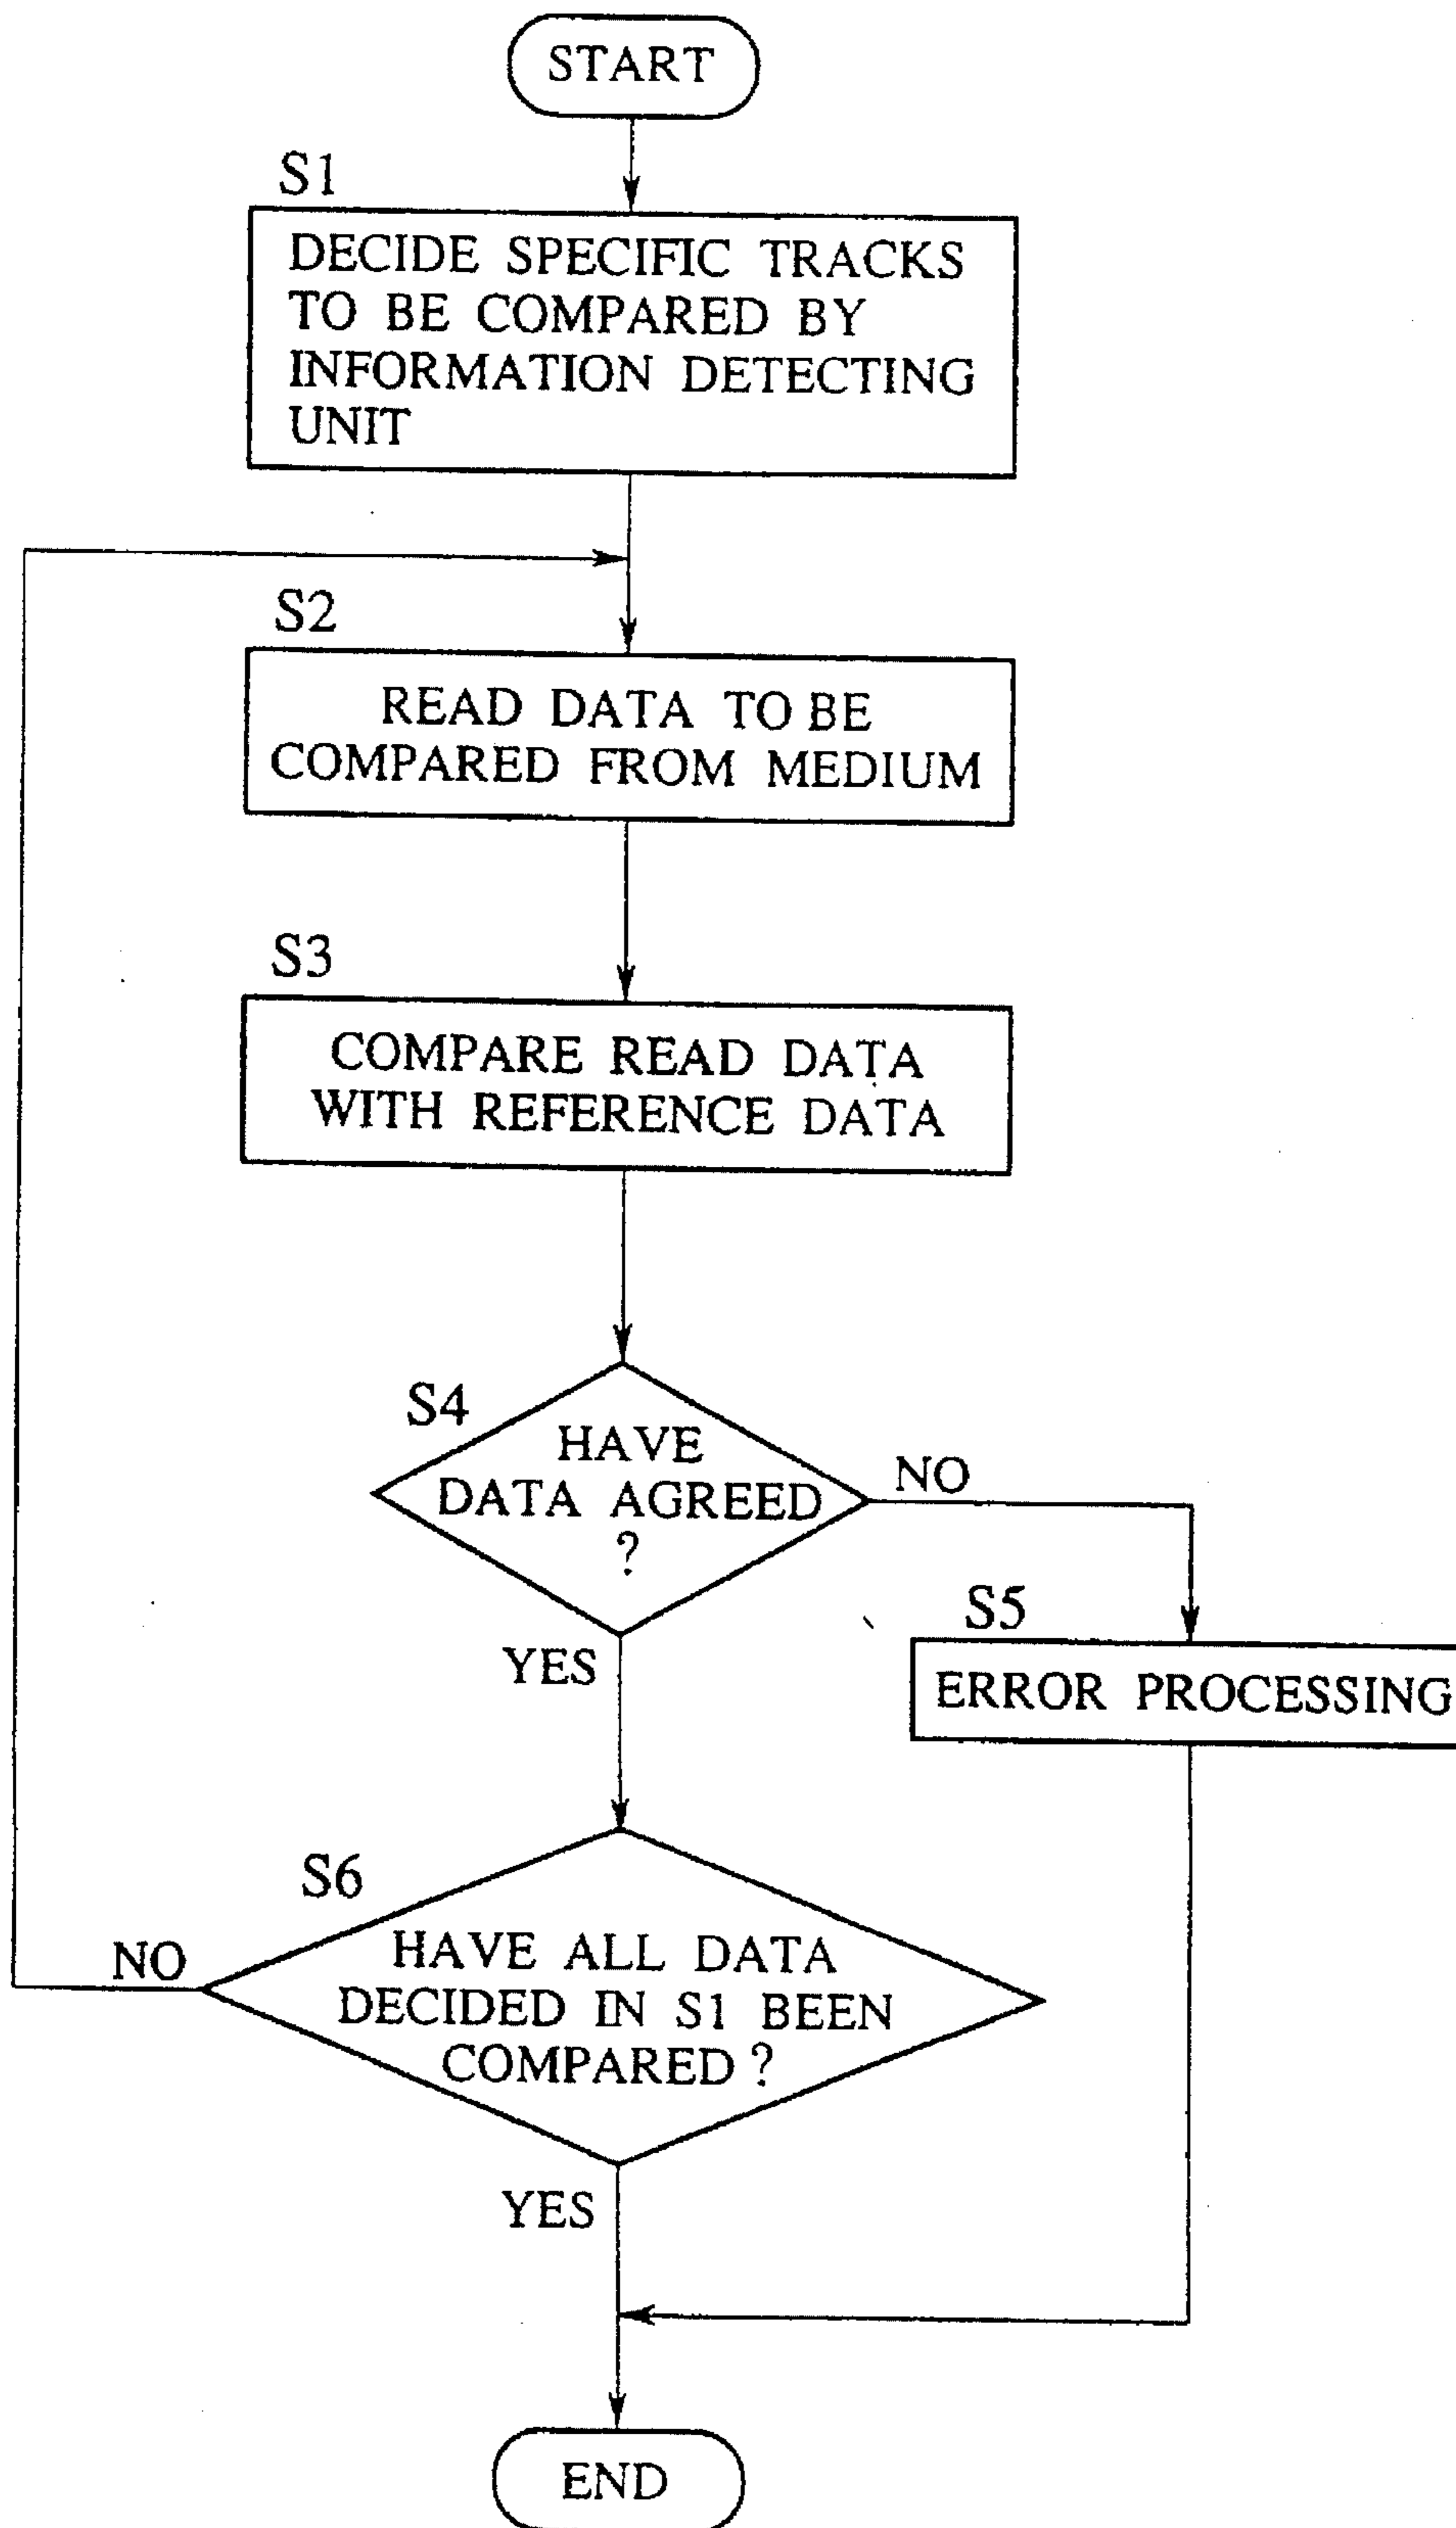 START
S1
DECIDE SPECIFIC TRACKS
TO BE COMPARED BY
INFORMATION DETECTING
UNIT
S2
READ DATA TO BE
COMPARED FROM MEDIUM
S3
COMPARE READ DATA
WITH REFERENCE DATA
S4
HAVE
DATA AGREED
?
NO
YES
S5
ERROR PROCESSING
S6
HAVE ALL DATA
DECIDED IN S1 BEEN
COMPARED ?
NO
YES
END